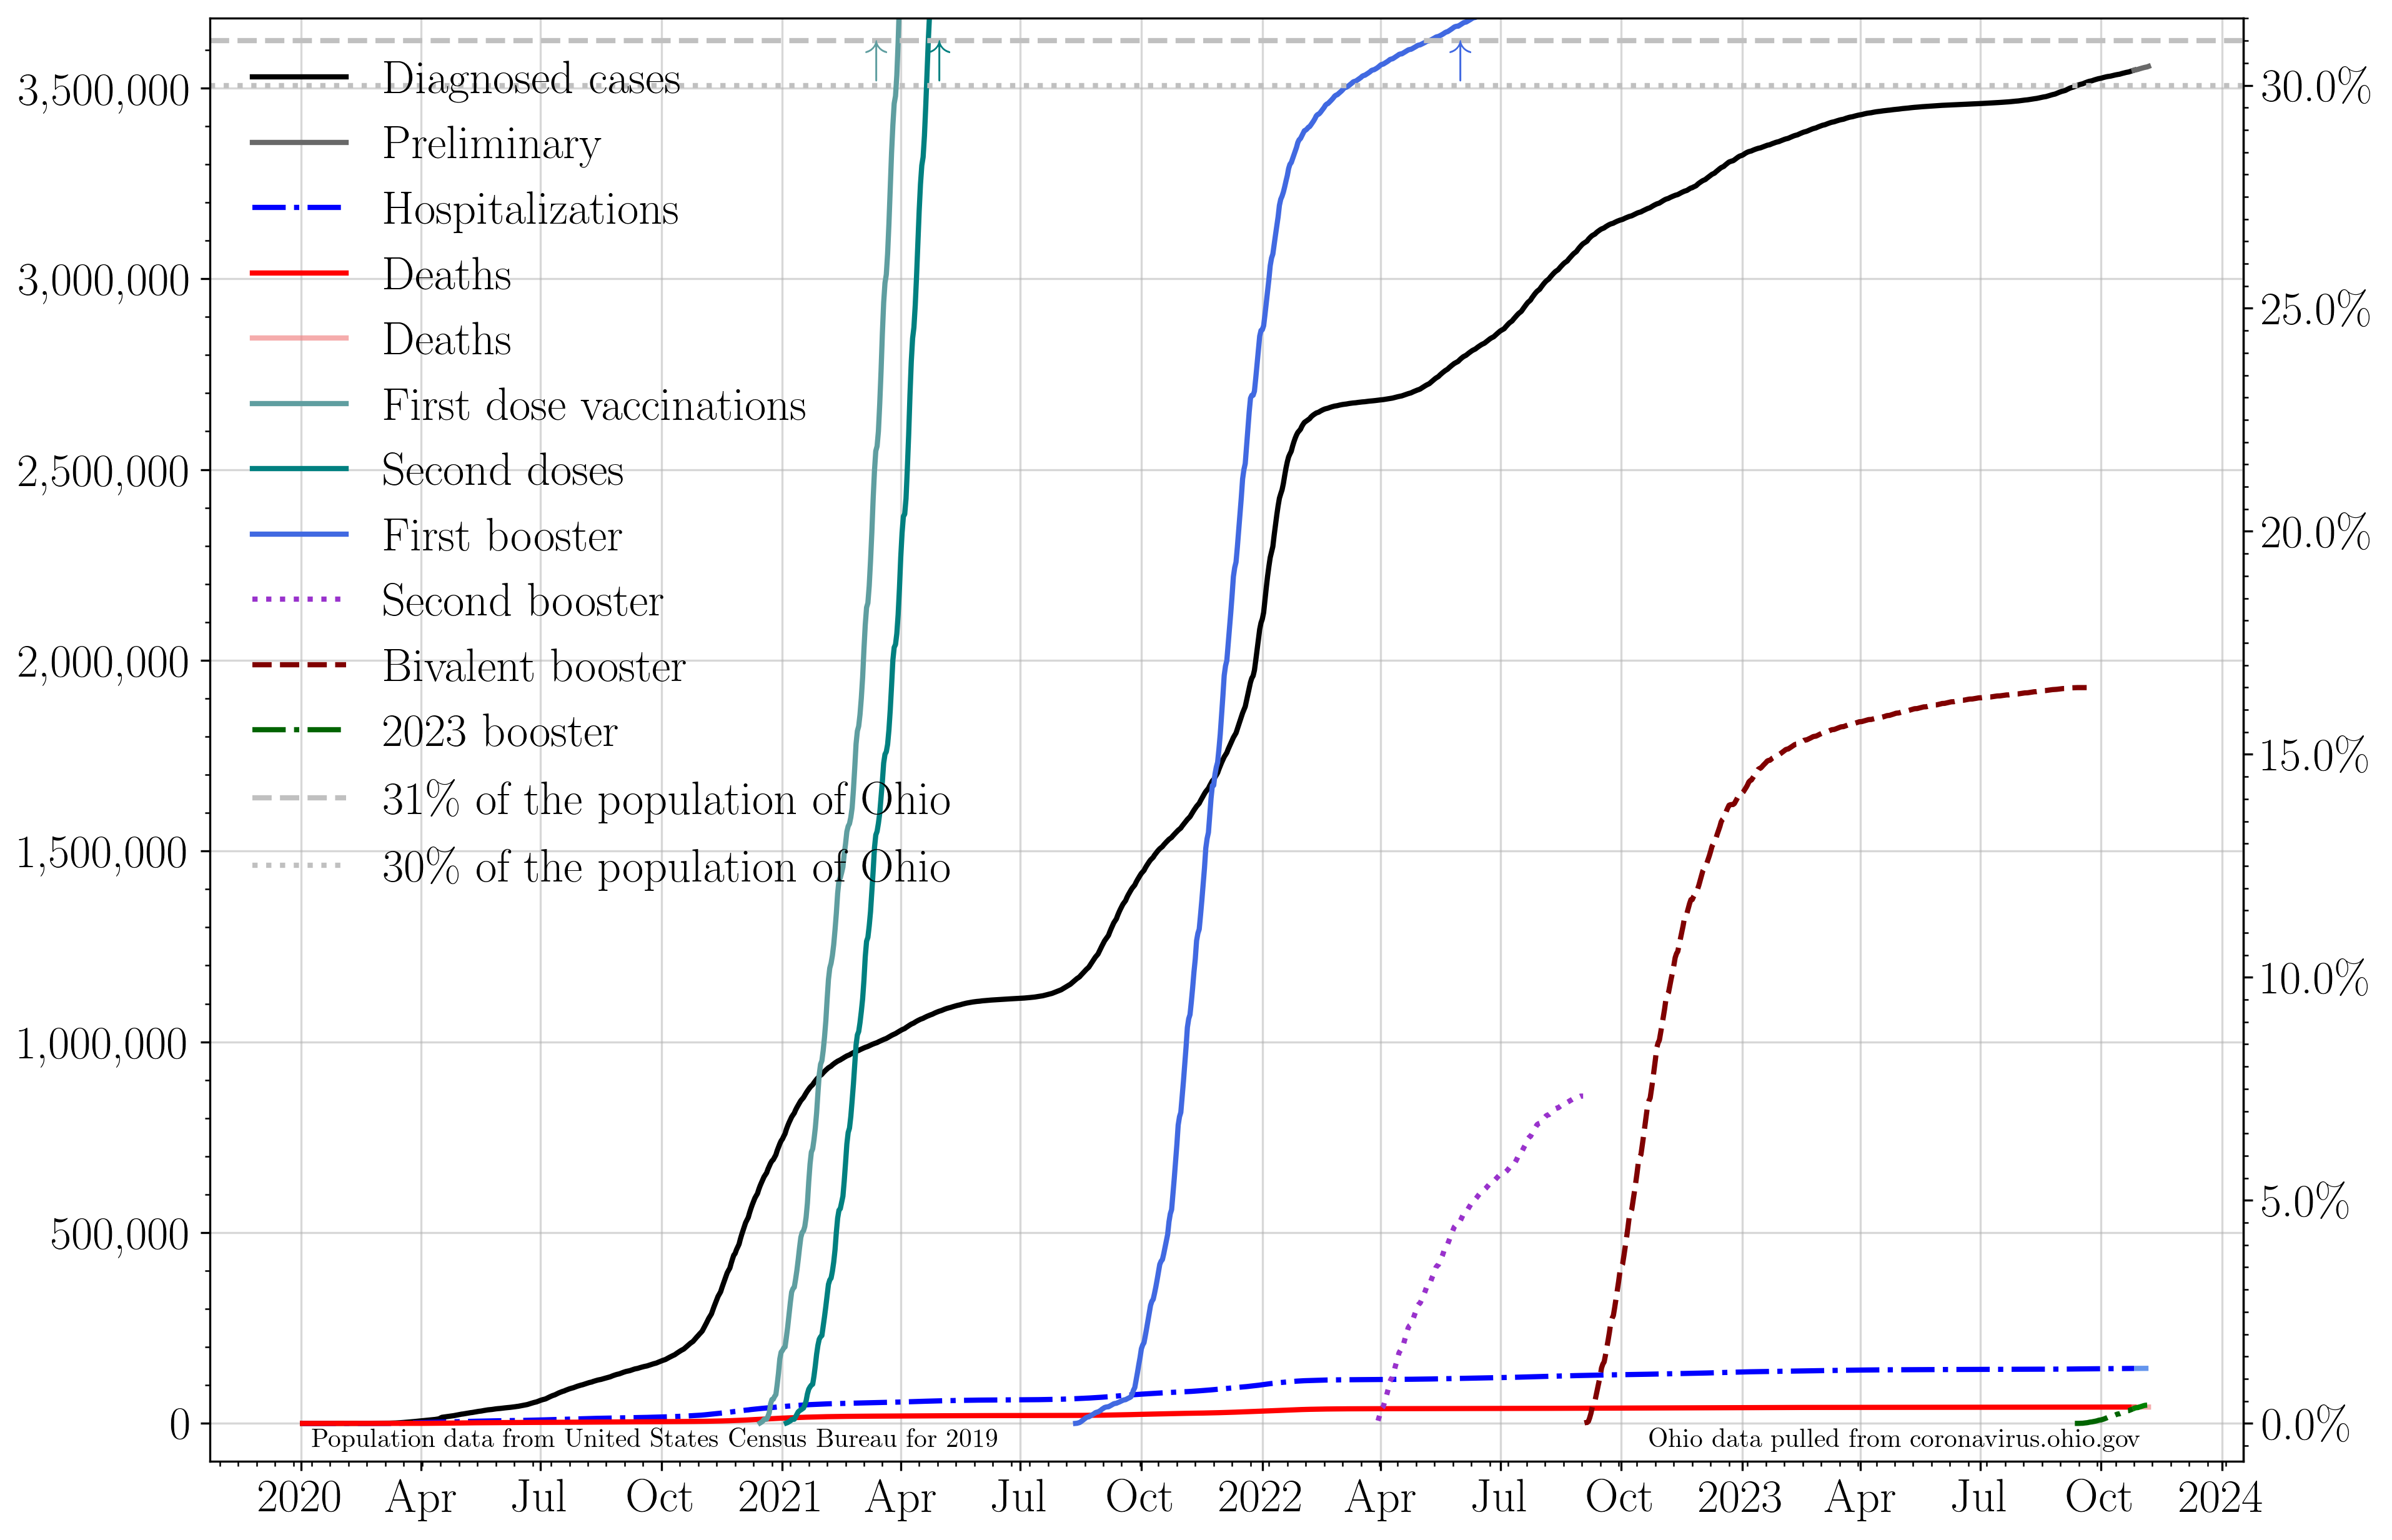 Diagnosed cases
Preliminary
Hospitalizations
Deaths
Deaths
First dose vaccinations
Second doses
First booster
Second booster
Bivalent booster
2023 booster
31% of the population of Ohio
30% of the population of Ohio
3,500,000
3,000,000
2,500,000
2,000,000
1,500,000
1,000,000
500,000
0
30.0%
25.0%
20.0%
15.0%
10.0%
5.0%
0.0%
Population data from United States Census Bureau for 2019
Ohio data pulled from coronavirus.ohio.gov
2020 Apr Jul Oct 2021 Apr Jul Oct 2022 Apr Jul Oct 2023 Apr Jul Oct 2024